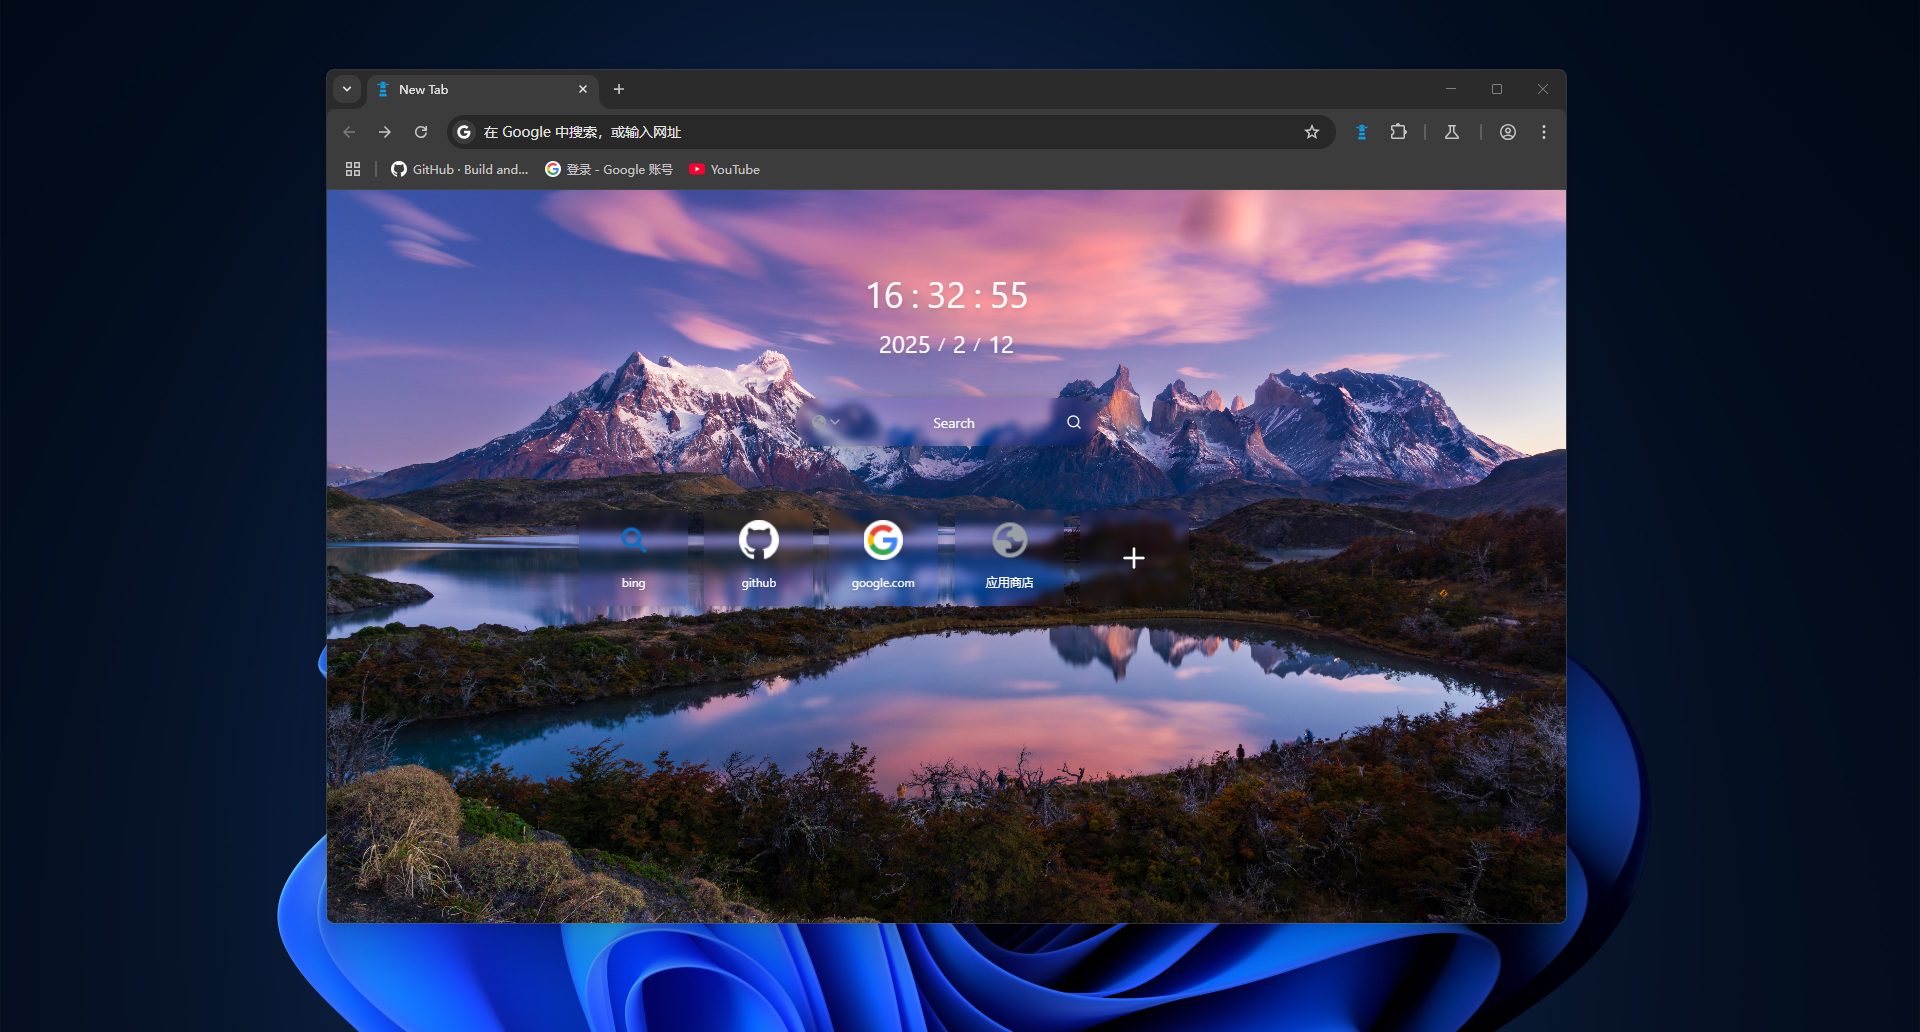 New Tab
在 Google 中搜索，或输入网址
GitHub · Build and...
登录 - Google 账号
YouTube
16 : 32 : 55
2025 / 2 / 12
Search
bing
github
google.com
应用商店